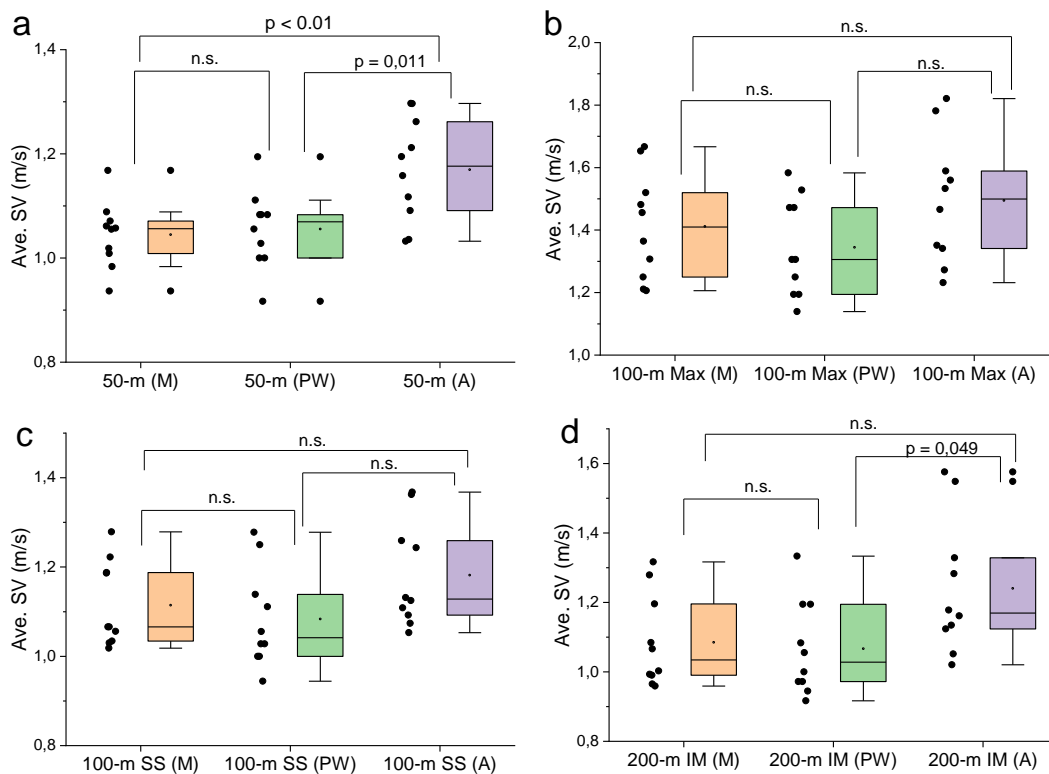 a
p < 0.01
n.s.
p = 0,011
Ave. SV (m/s)
1,4
1,2
1,0
0,8
50-m (M)
50-m (PW)
50-m (A)
b
n.s.
n.s.
n.s.
Ave. SV (m/s)
2,0
1,8
1,6
1,4
1,2
1,0
100-m Max (M)
100-m Max (PW)
100-m Max (A)
c
n.s.
n.s.
n.s.
Ave. SV (m/s)
1,4
1,2
1,0
0,8
100-m SS (M)
100-m SS (PW)
100-m SS (A)
d
n.s.
p = 0,049
n.s.
Ave. SV (m/s)
1,6
1,4
1,2
1,0
0,8
200-m IM (M)
200-m IM (PW)
200-m IM (A)